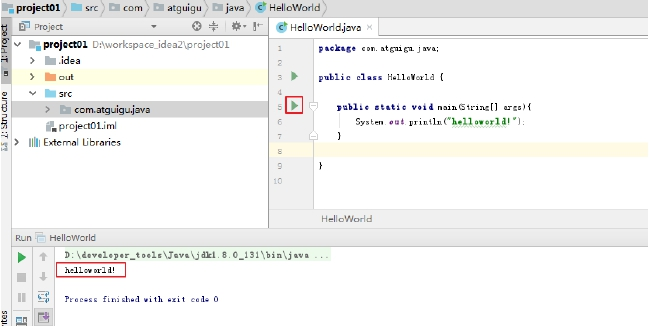 project01 src com atguigu java HelloWorld
Project
HelloWorld.java
1: Project
project01 D:\workspace_idea2\project01
.idea
out
src
com.atguigu.java
project01.iml
External Libraries
7: Structure
1 package com.atguigu.java;
2
3 public class HelloWorld {
4
5 public static void main(String[] args){
6 System.out.println("helloworld!");
7 }
8
9 }
10
HelloWorld
Run HelloWorld
D:\developer_tools\Java\jdk1.8.0_131\bin\java ...
helloworld!
Process finished with exit code 0